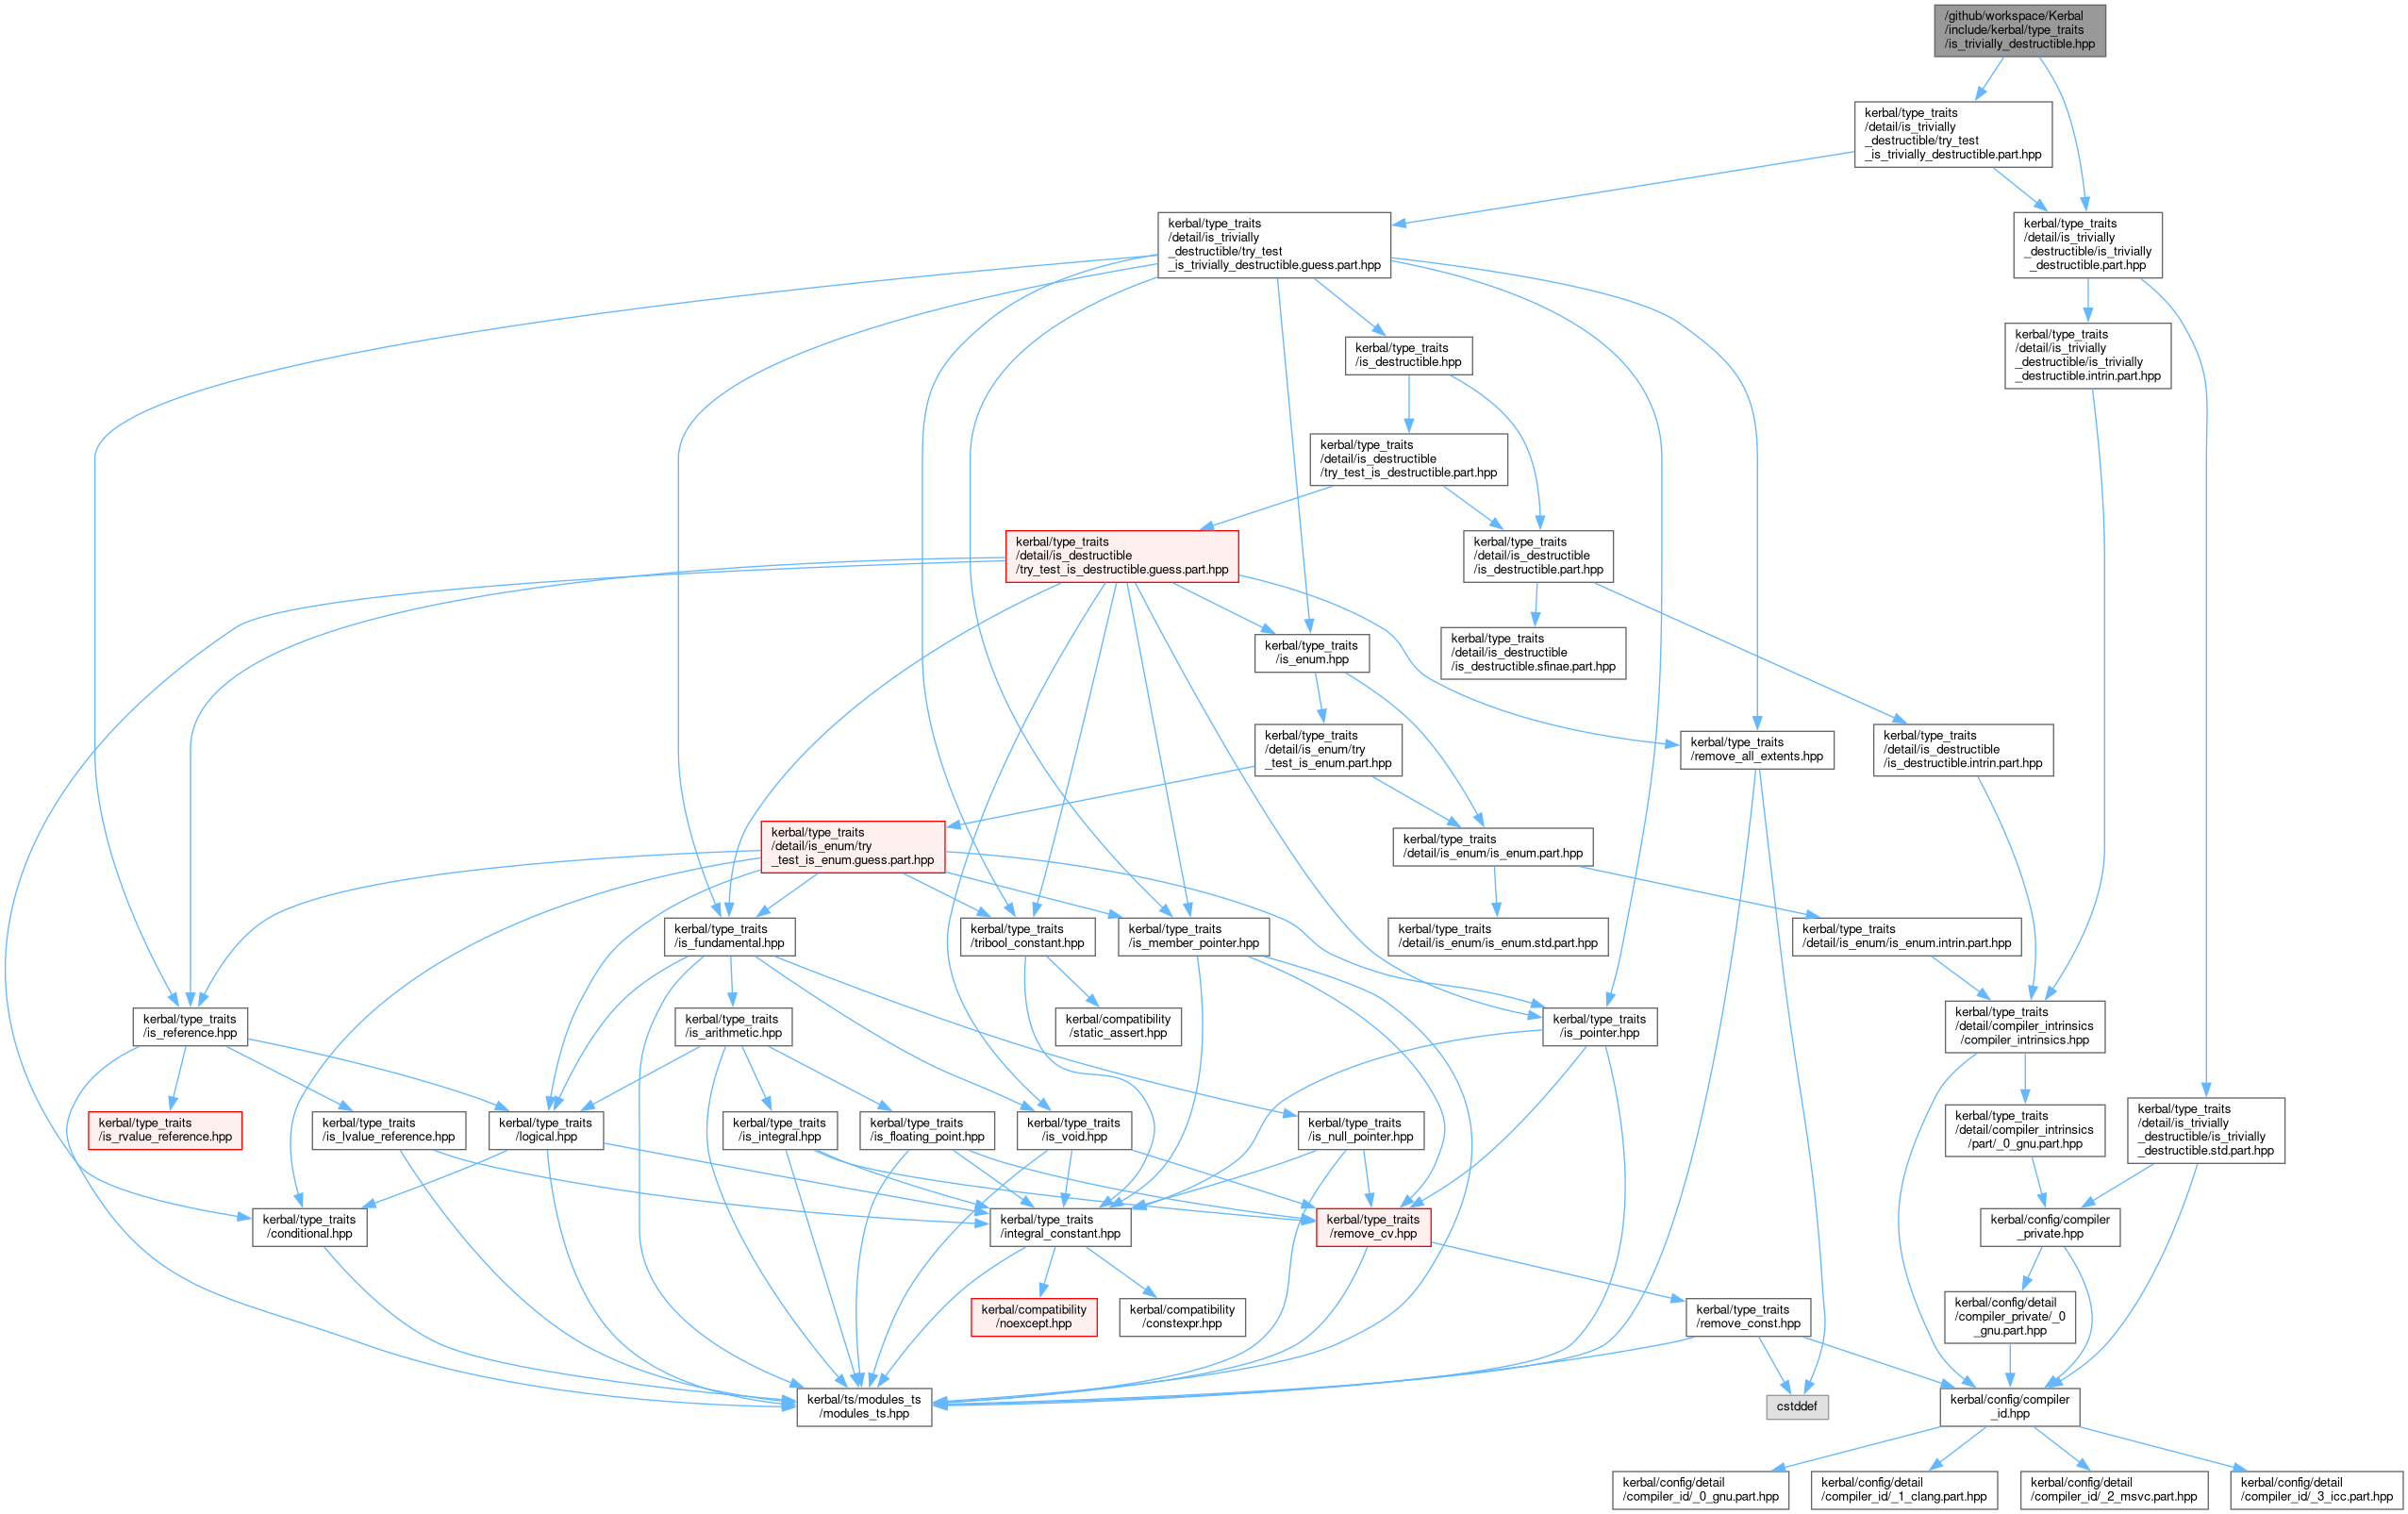 /github/workspace/Kerbal
/include/kerbal/type_traits
/is_trivially_destructible.hpp
kerbal/type_traits
/detail/is_trivially
_destructible/try_test
_is_trivially_destructible.part.hpp
kerbal/type_traits
/detail/is_trivially
_destructible/try_test
_is_trivially_destructible.guess.part.hpp
kerbal/type_traits
/detail/is_trivially
_destructible/is_trivially
_destructible.part.hpp
kerbal/type_traits
/is_destructible.hpp
kerbal/type_traits
/detail/is_trivially
_destructible/is_trivially
_destructible.intrin.part.hpp
kerbal/type_traits
/detail/is_destructible
/try_test_is_destructible.part.hpp
kerbal/type_traits
/detail/is_destructible
/try_test_is_destructible.guess.part.hpp
kerbal/type_traits
/detail/is_destructible
/is_destructible.part.hpp
kerbal/type_traits
/is_enum.hpp
kerbal/type_traits
/detail/is_destructible
/is_destructible.sfinae.part.hpp
kerbal/type_traits
/detail/is_enum/try
_test_is_enum.part.hpp
kerbal/type_traits
/remove_all_extents.hpp
kerbal/type_traits
/detail/is_destructible
/is_destructible.intrin.part.hpp
kerbal/type_traits
/detail/is_enum/try
_test_is_enum.guess.part.hpp
kerbal/type_traits
/detail/is_enum/is_enum.part.hpp
kerbal/type_traits
/is_fundamental.hpp
kerbal/type_traits
/tribool_constant.hpp
kerbal/type_traits
/is_member_pointer.hpp
kerbal/type_traits
/detail/is_enum/is_enum.std.part.hpp
kerbal/type_traits
/detail/is_enum/is_enum.intrin.part.hpp
kerbal/type_traits
/is_reference.hpp
kerbal/type_traits
/is_arithmetic.hpp
kerbal/compatibility
/static_assert.hpp
kerbal/type_traits
/is_pointer.hpp
kerbal/type_traits
/detail/compiler_intrinsics
/compiler_intrinsics.hpp
kerbal/type_traits
/is_rvalue_reference.hpp
kerbal/type_traits
/is_lvalue_reference.hpp
kerbal/type_traits
/logical.hpp
kerbal/type_traits
/is_integral.hpp
kerbal/type_traits
/is_floating_point.hpp
kerbal/type_traits
/is_void.hpp
kerbal/type_traits
/is_null_pointer.hpp
kerbal/type_traits
/detail/compiler_intrinsics
/part/_0_gnu.part.hpp
kerbal/type_traits
/detail/is_trivially
_destructible/is_trivially
_destructible.std.part.hpp
kerbal/type_traits
/conditional.hpp
kerbal/type_traits
/integral_constant.hpp
kerbal/type_traits
/remove_cv.hpp
kerbal/config/compiler
_private.hpp
kerbal/compatibility
/noexcept.hpp
kerbal/compatibility
/constexpr.hpp
kerbal/type_traits
/remove_const.hpp
kerbal/config/detail
/compiler_private/_0
_gnu.part.hpp
kerbal/ts/modules_ts
/modules_ts.hpp
cstddef
kerbal/config/compiler
_id.hpp
kerbal/config/detail
/compiler_id/_0_gnu.part.hpp
kerbal/config/detail
/compiler_id/_1_clang.part.hpp
kerbal/config/detail
/compiler_id/_2_msvc.part.hpp
kerbal/config/detail
/compiler_id/_3_icc.part.hpp